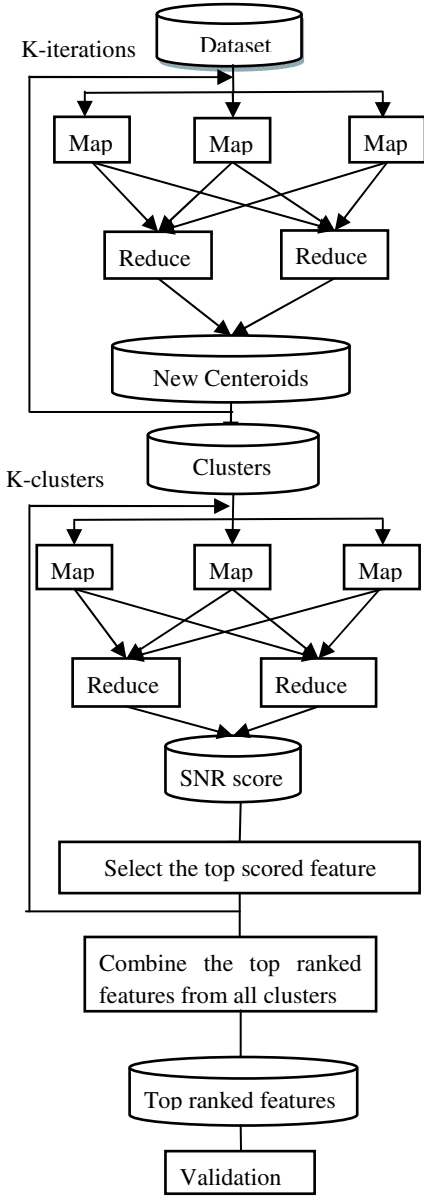 K-iterations
Dataset
Map
Map
Map
Reduce
Reduce
New Centeroids
Clusters
K-clusters
Map
Map
Map
Reduce
Reduce
SNR score
Select the top scored feature
Combine the top ranked
features from all clusters
Top ranked features
Validation